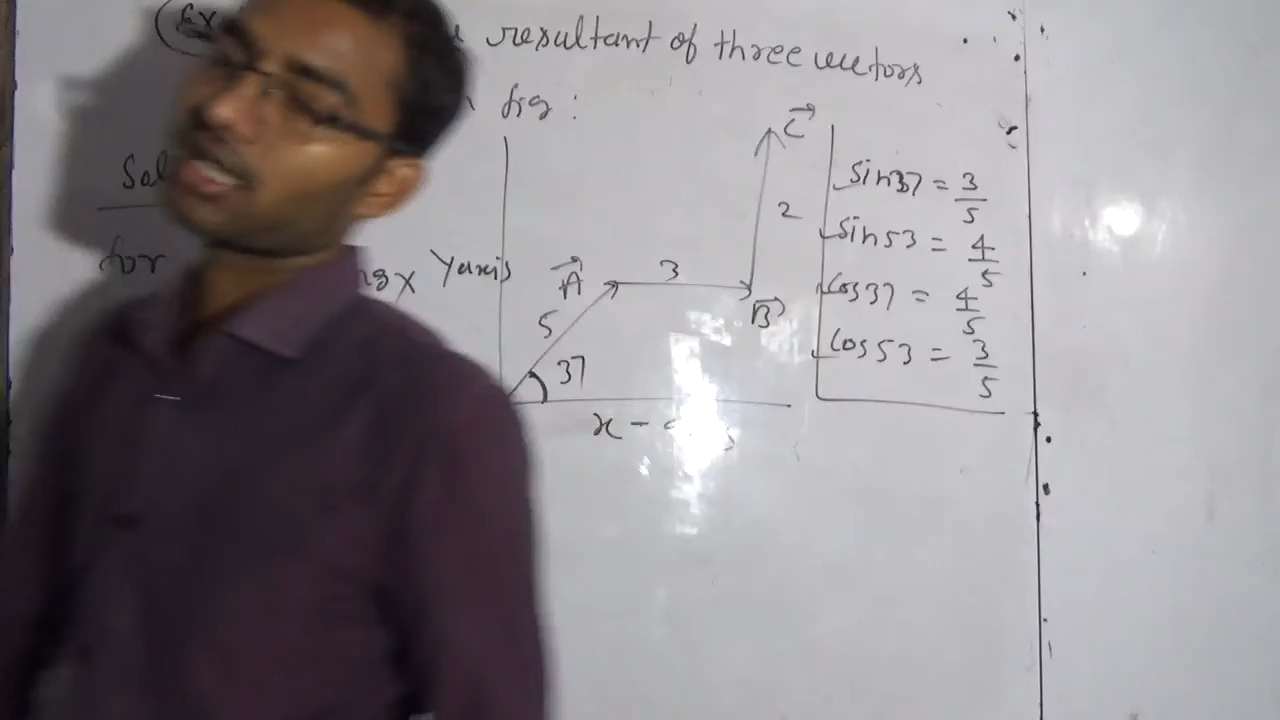 Ex
resultant of three vectors
fig :
Sol
for
Yaxis
A
5
37
3
B
2
C
x -
Sin37 = 3/5
Sin53 = 4/5
Cos37 = 4/5
Cos53 = 3/5